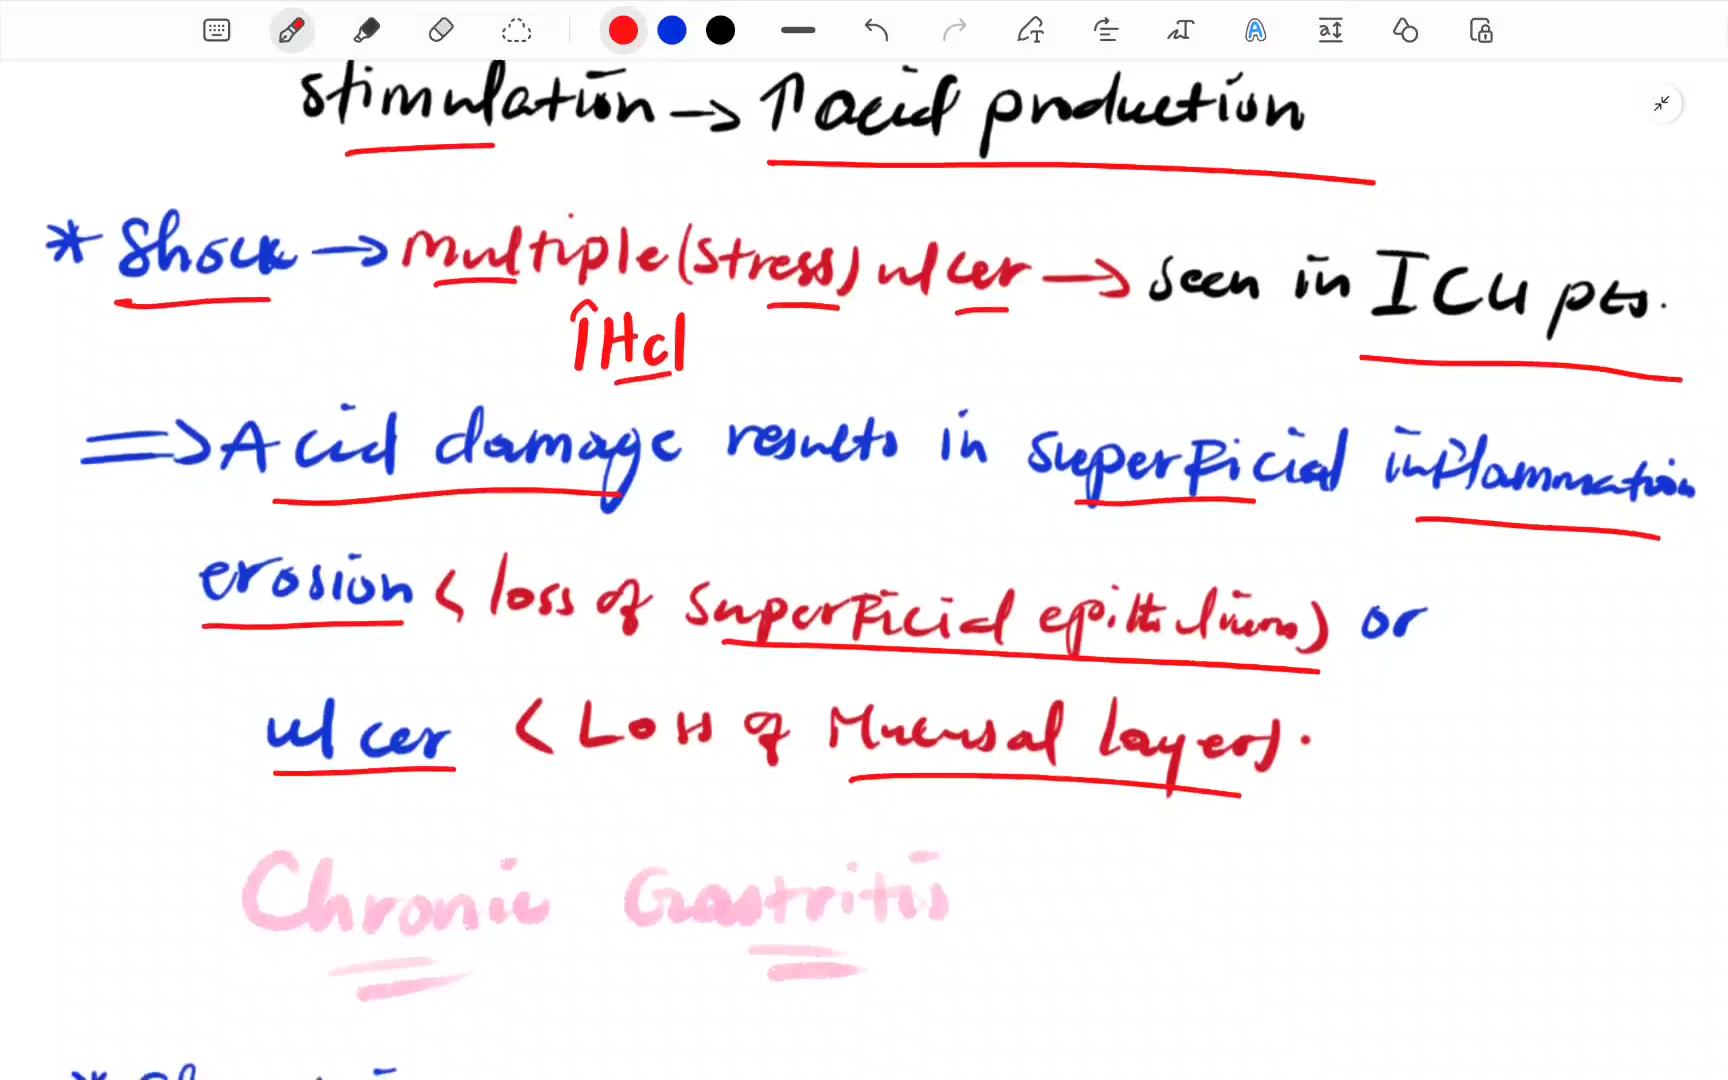 stimulation → ↑ acid production
* Shock → Multiple (stress) ulcer → seen in ICU pts.
↑ Hcl
⇒ Acid damage results in superficial inflammation
erosion (loss of superficial epithelium) or
ulcer (Loss of Mucosal layer).
Chronic Gastritis